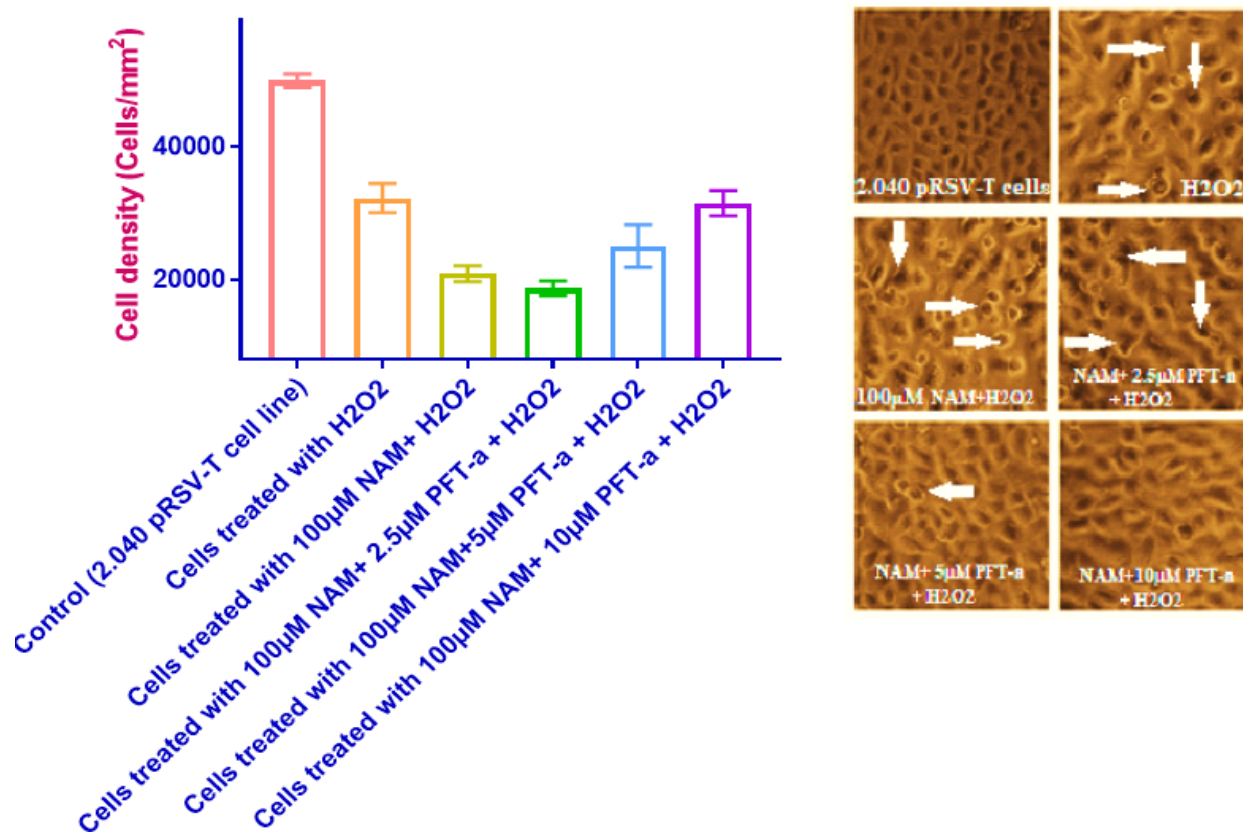 Cell density (Cells/mm²)
40000
20000
Control (2.040 pRSV-T cell line)
Cells treated with H2O2
Cells treated with 100µM NAM+ H2O2
Cells treated with 100µM NAM+ 2.5µM PFT-a + H2O2
Cells treated with 100µM NAM+5µM PFT-a + H2O2
Cells treated with 100µM NAM+ 10µM PFT-a + H2O2
2.040 pRSV-T cells
H2O2
100µM NAM+H2O2
NAM+ 2.5µM PFT-a
+ H2O2
NAM+ 5µM PFT-a
+ H2O2
NAM+10µM PFT-a
+ H2O2